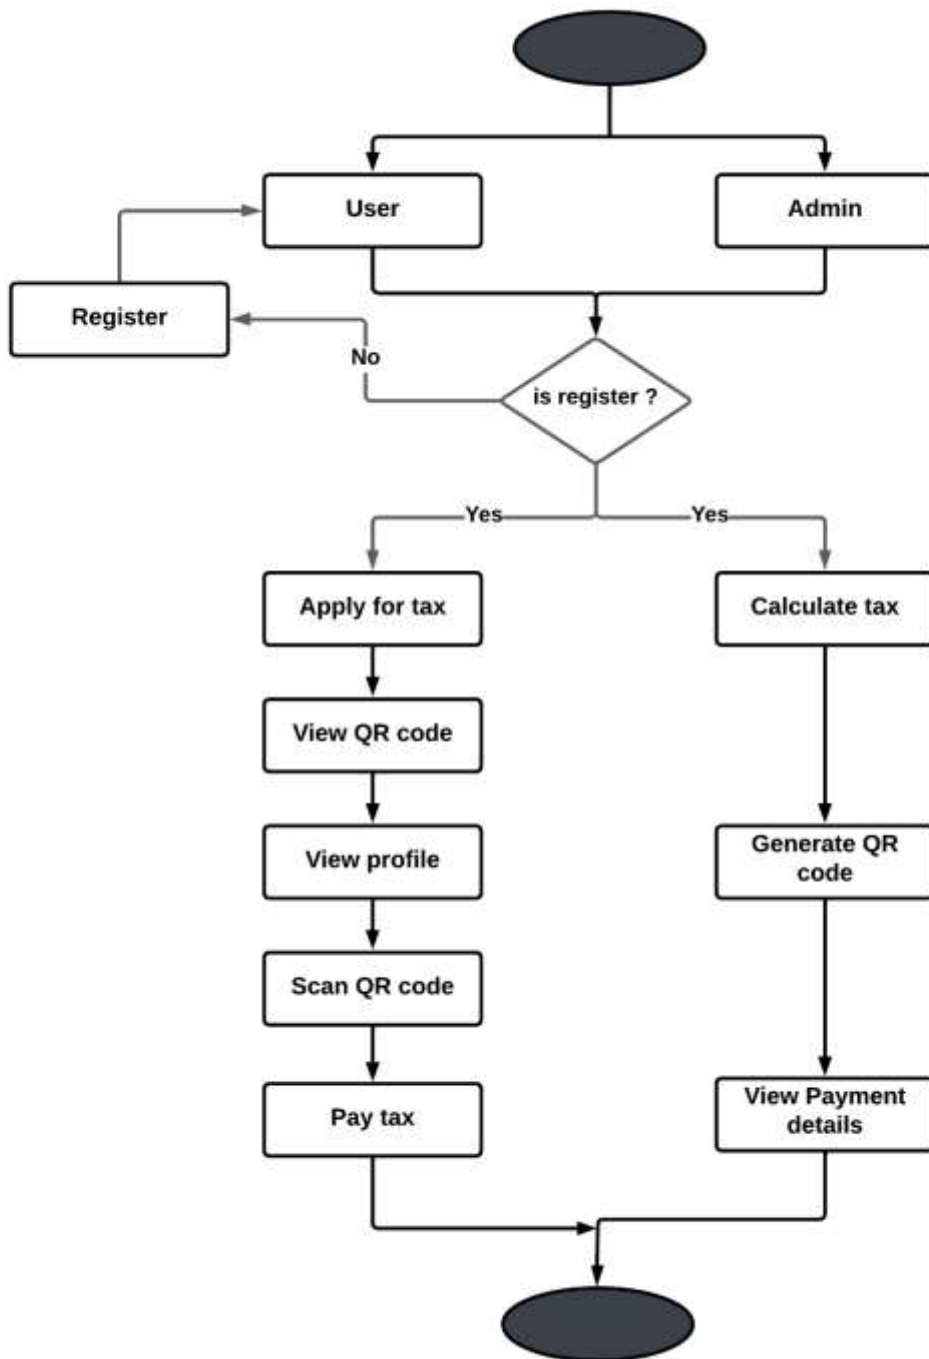 User
Admin
Register
No
is register ?
Yes
Yes
Apply for tax
Calculate tax
View QR code
View profile
Generate QR
code
Scan QR code
Pay tax
View Payment
details